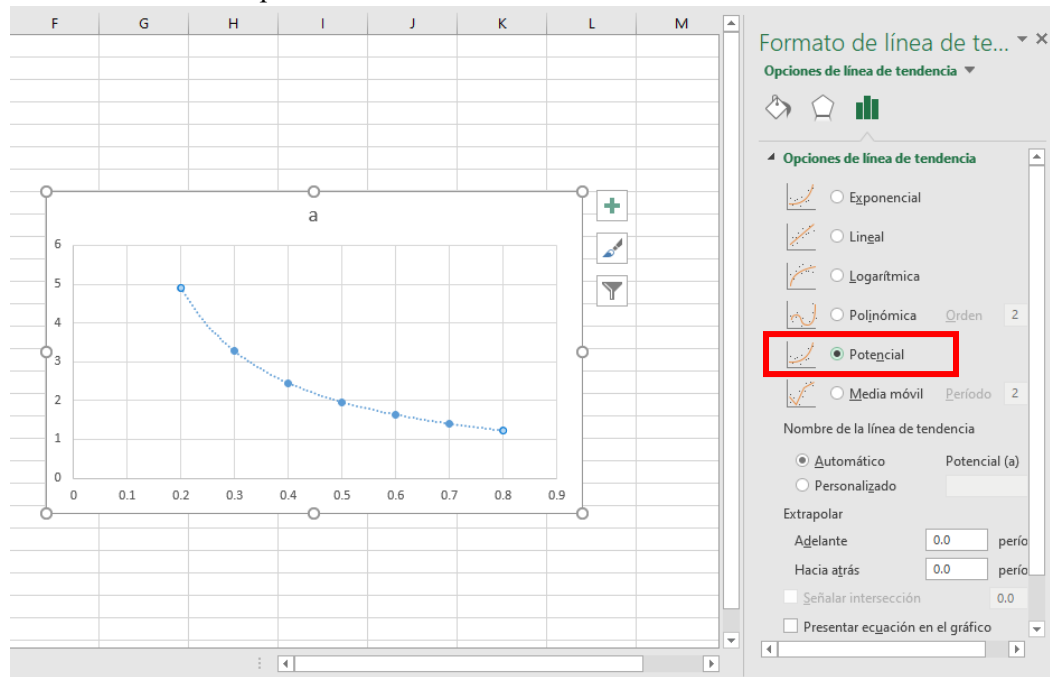 F G H I J K L M
Formato de línea de te...
Opciones de línea de tendencia
Opciones de línea de tendencia
Exponencial
Lineal
Logarítmica
Polinómica Orden 2
Potencial
Media móvil Período 2
Nombre de la línea de tendencia
Automático Potencial (a)
Personalizado
Extrapolar
Adelante 0.0 perío
Hacia atrás 0.0 perío
Señalar intersección 0.0
Presentar ecuación en el gráfico
a
6
5
4
3
2
1
0
0 0.1 0.2 0.3 0.4 0.5 0.6 0.7 0.8 0.9